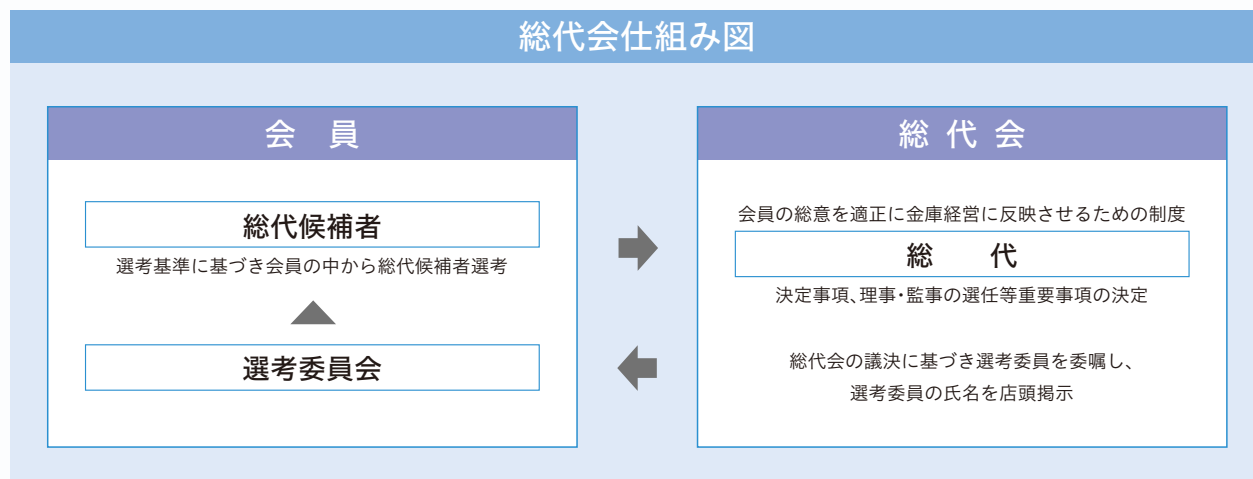 総代会仕組み図
会員
総代候補者
選考基準に基づき会員の中から総代候補者選考
選考委員会
総代会
会員の総意を適正に金庫経営に反映させるための制度
総代
決定事項、理事・監事の選任等重要事項の決定
総代会の議決に基づき選考委員を委嘱し、
選考委員の氏名を店頭掲示